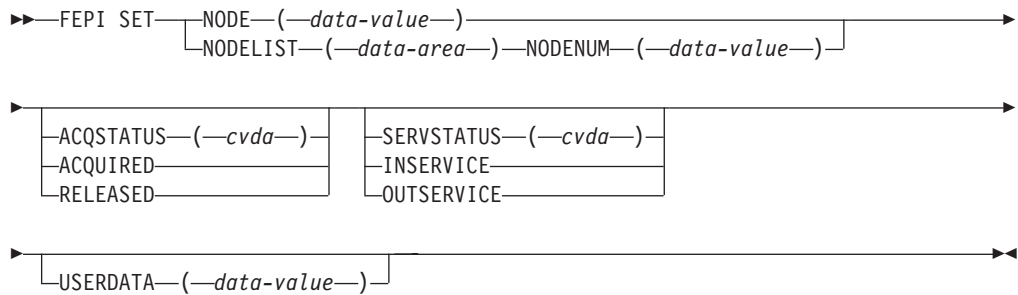 FEPI SET NODE ( data-value )
NODELIST ( data-area ) NODENUM ( data-value )
ACQSTATUS ( cvda ) SERVSTATUS ( cvda )
ACQUIRED INSERVICE
RELEASED OUTSERVICE
USERDATA ( data-value )